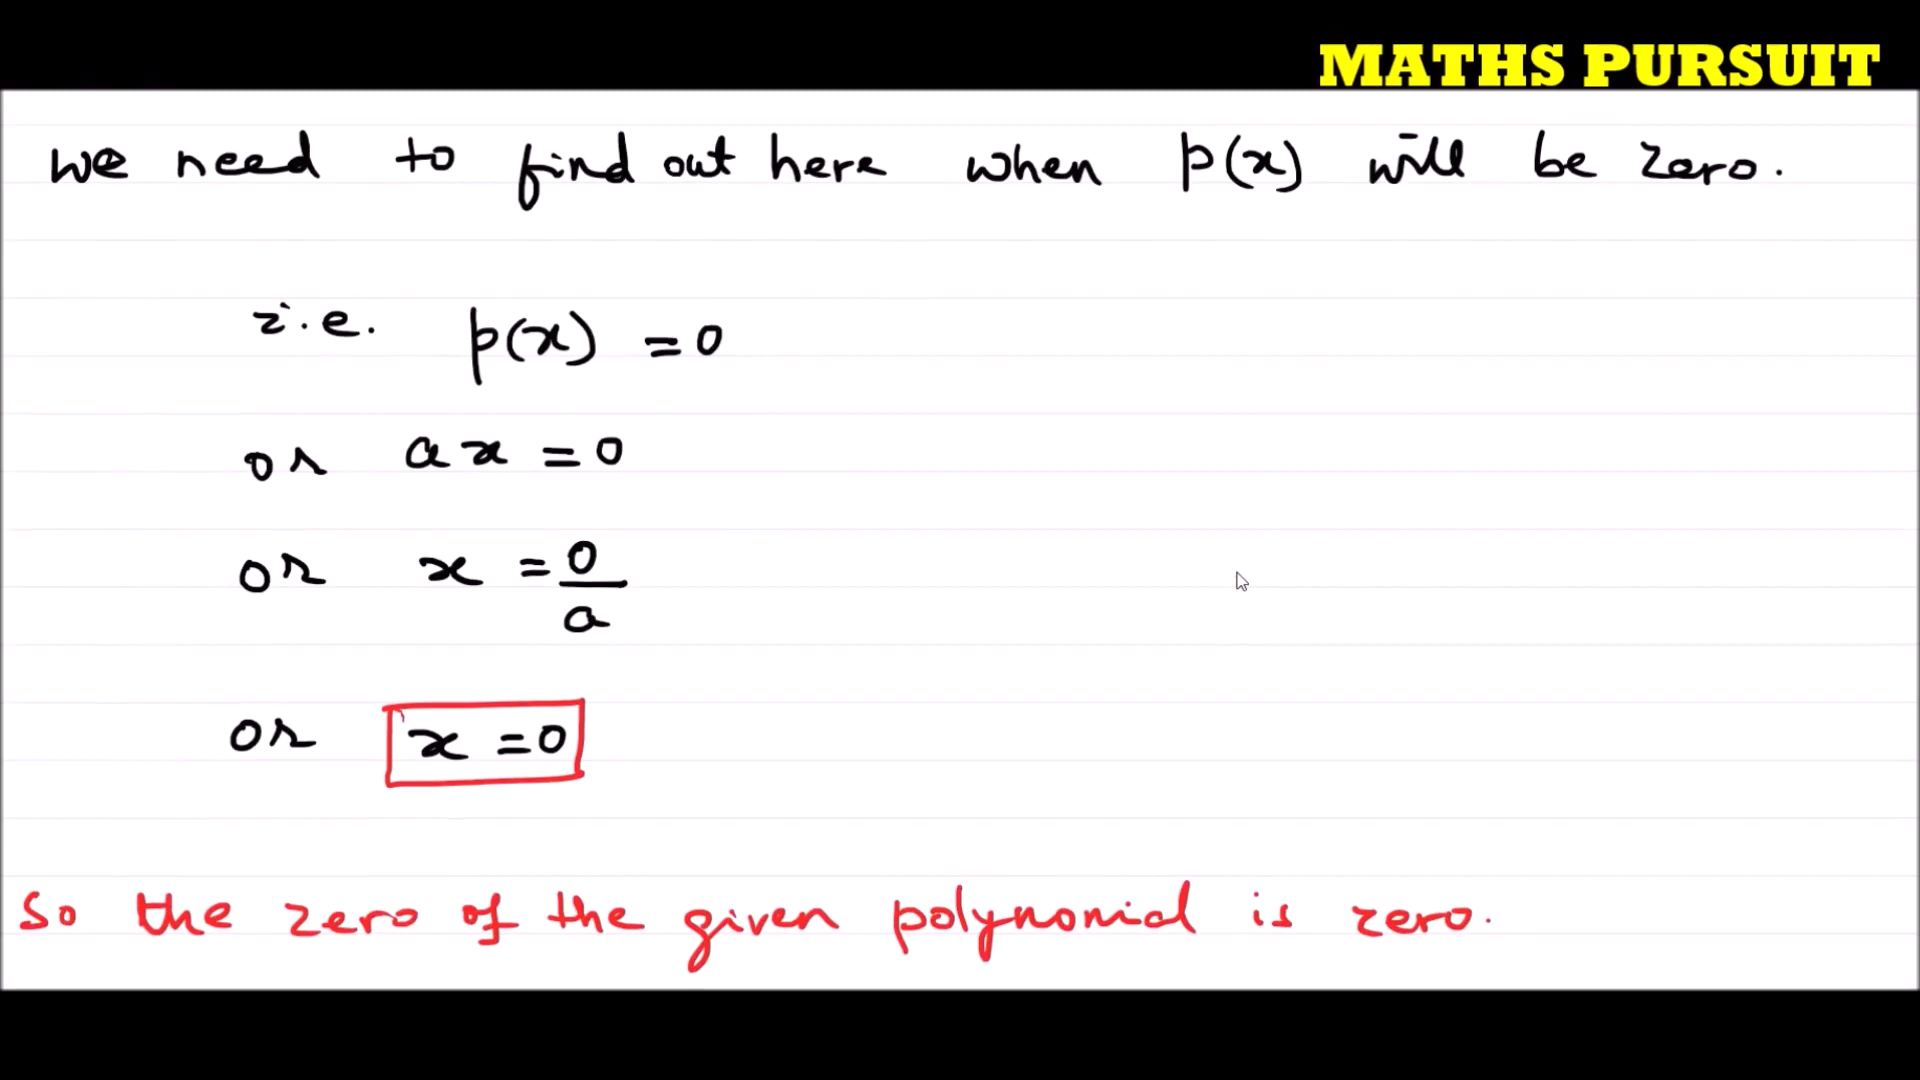 MATHS PURSUIT
we need to find out here when p(x) will be zero.
i.e. p(x) = 0
or ax = 0
or x = 0/a
or x = 0
So the zero of the given polynomial is zero.